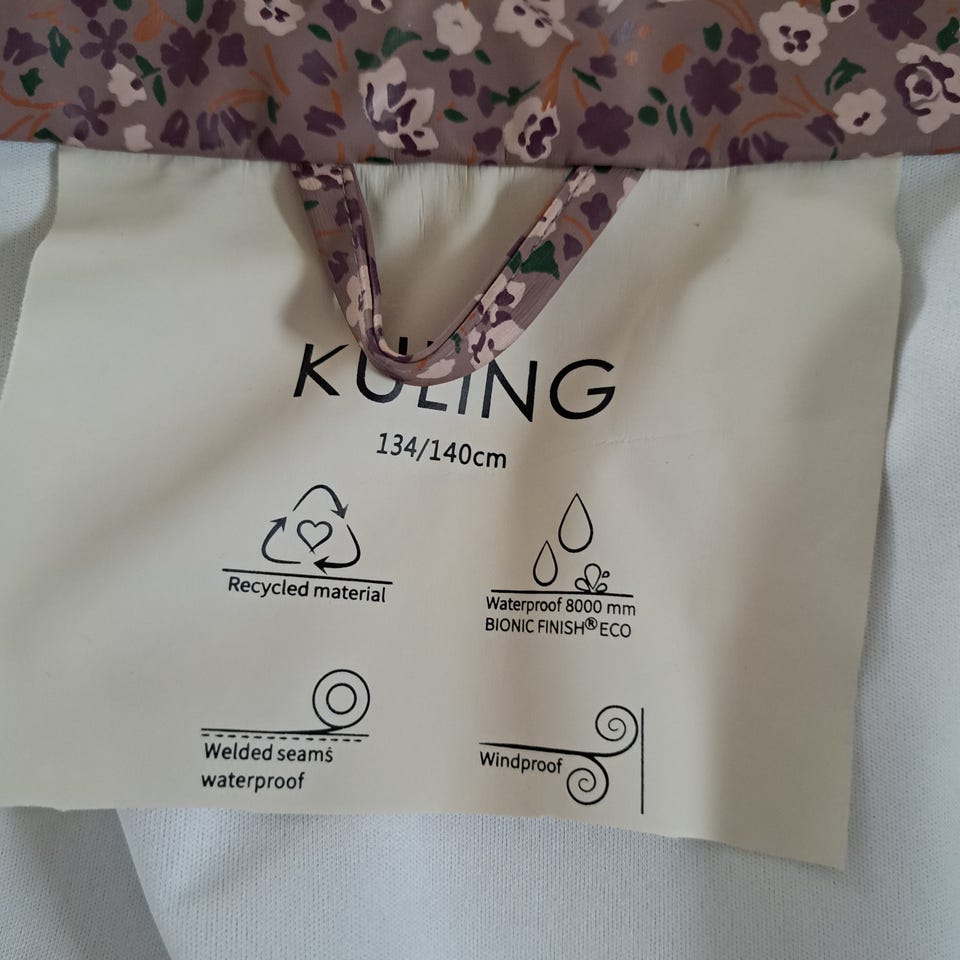 KULING
134/140cm
Recycled material
Waterproof 8000 mm
BIONIC FINISH® ECO
Welded seams
waterproof
Windproof